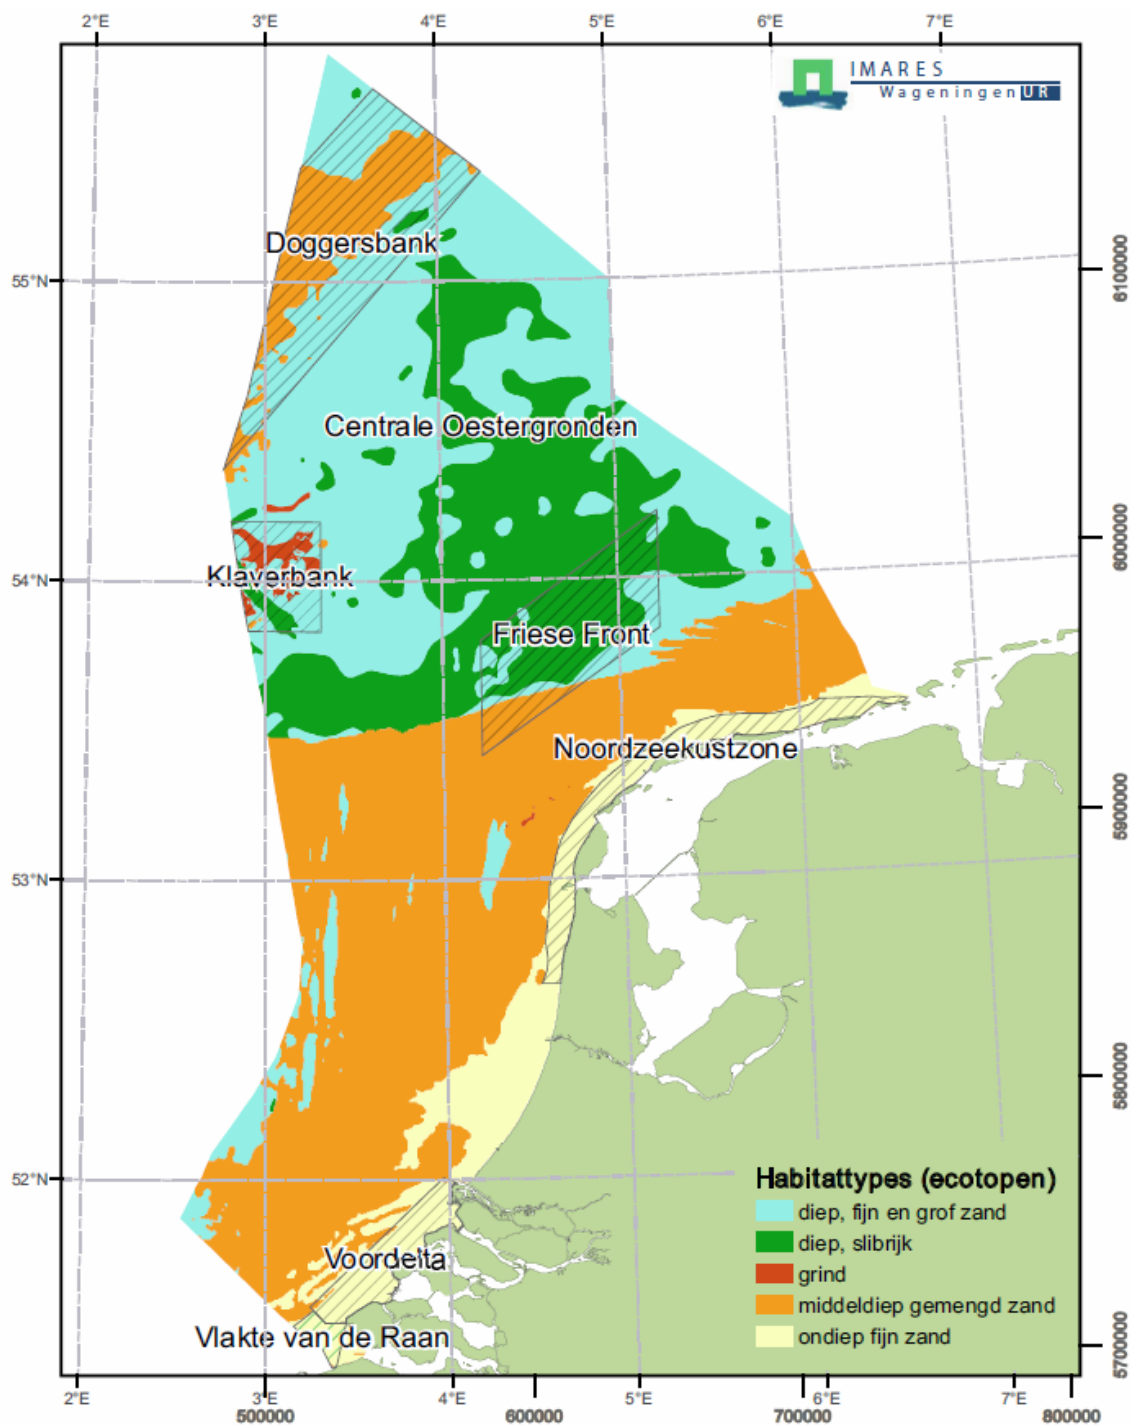 2°E 3°E 4°E 5°E 6°E 7°E
IMARES
Wageningen UR
Doggersbank
6100000
55°N
Centrale Oestergronden
6000000
54°N
Klaverbank
Friese Front
Noordzeekustzone
5900000
53°N
5800000
52°N
Habitattypes (ecotopen)
diep, fijn en grof zand
diep, slibrijk
grind
middeldiep gemengd zand
ondiep fijn zand
Voordelta
Vlakte van de Raan
5700000
2°E 3°E 4°E 5°E 6°E 7°E
500000 600000 700000 800000